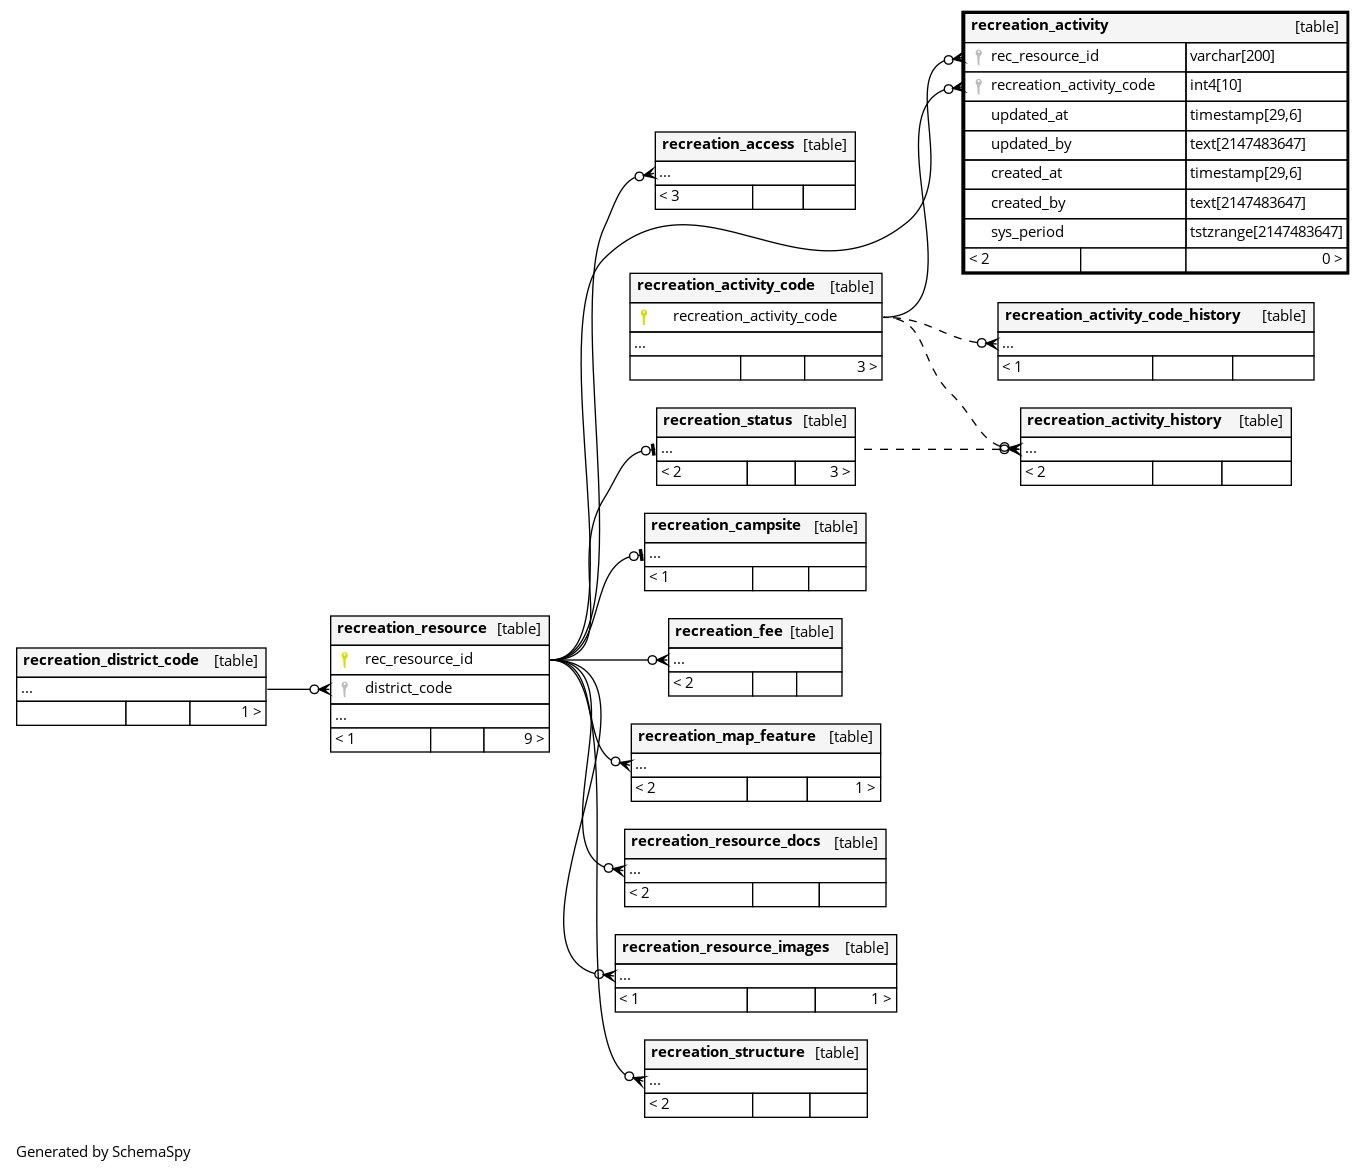 recreation_activity [table]
rec_resource_id varchar[200]
recreation_activity_code int4[10]
updated_at timestamp[29,6]
updated_by text[2147483647]
created_at timestamp[29,6]
created_by text[2147483647]
sys_period tstzrange[2147483647]
< 2 0 >
recreation_access [table]
...
< 3
recreation_activity_code [table]
recreation_activity_code
...
3 >
recreation_activity_code_history [table]
...
< 1
recreation_status [table]
...
< 2 3 >
recreation_activity_history [table]
...
< 2
recreation_campsite [table]
...
< 1
recreation_district_code [table]
...
1 >
recreation_resource [table]
rec_resource_id
district_code
...
< 1 9 >
recreation_fee [table]
...
< 2
recreation_map_feature [table]
...
< 2 1 >
recreation_resource_docs [table]
...
< 2
recreation_resource_images [table]
...
< 1 1 >
recreation_structure [table]
...
< 2
Generated by SchemaSpy